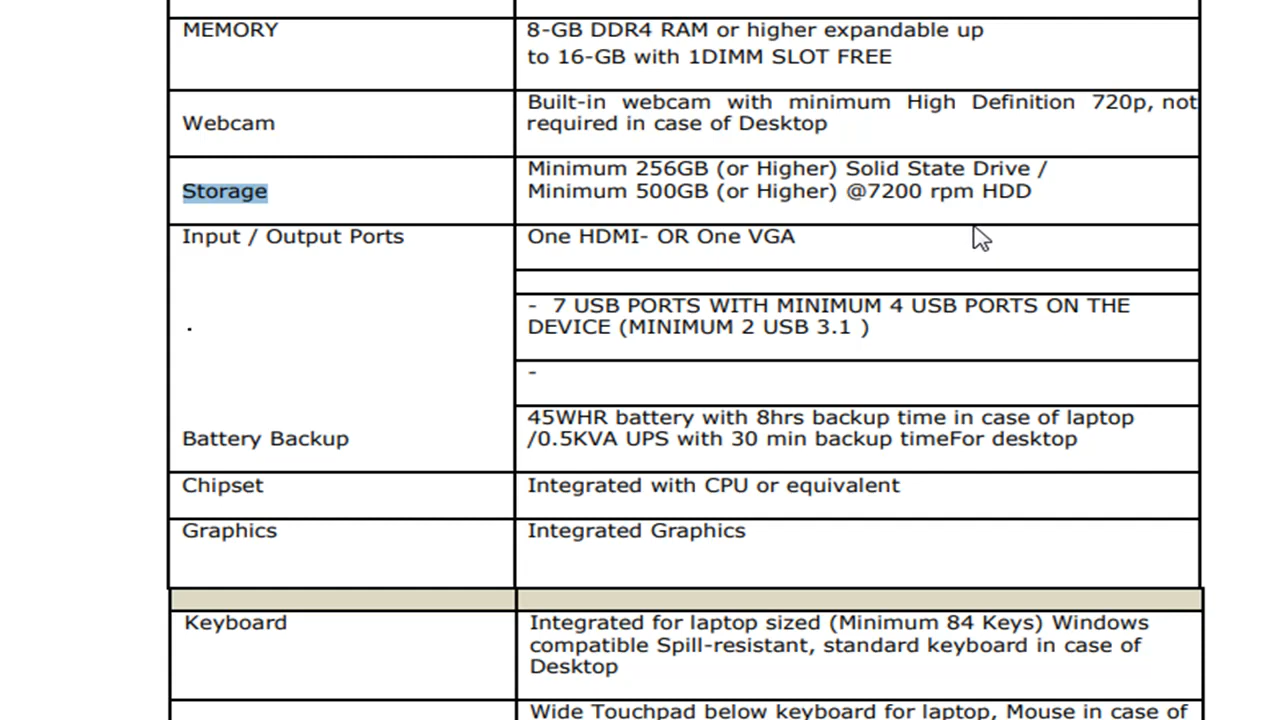 MEMORY
8-GB DDR4 RAM or higher expandable up
to 16-GB with 1DIMM SLOT FREE
Webcam
Built-in webcam with minimum High Definition 720p, not
required in case of Desktop
Storage
Minimum 256GB (or Higher) Solid State Drive /
Minimum 500GB (or Higher) @7200 rpm HDD
Input / Output Ports
One HDMI- OR One VGA
.
- 7 USB PORTS WITH MINIMUM 4 USB PORTS ON THE
DEVICE (MINIMUM 2 USB 3.1 )
-
Battery Backup
45WHR battery with 8hrs backup time in case of laptop
/0.5KVA UPS with 30 min backup timeFor desktop
Chipset
Integrated with CPU or equivalent
Graphics
Integrated Graphics
Keyboard
Integrated for laptop sized (Minimum 84 Keys) Windows
compatible Spill-resistant, standard keyboard in case of
Desktop
Wide Touchpad below keyboard for laptop, Mouse in case of